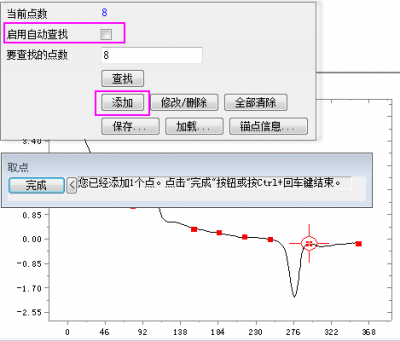 当前点数 8
启用自动查找
要查找的点数 8
查找
添加 修改/删除 全部清除
保存... 加载... 锚点信息...
9.40
取点
完成 < 您已经添加1个点。点击“完成”按钮或按Ctrl+回车键结束。
0.85
0.00
-0.85
-1.70
-2.55
0 46 92 138 184 230 276 322 368